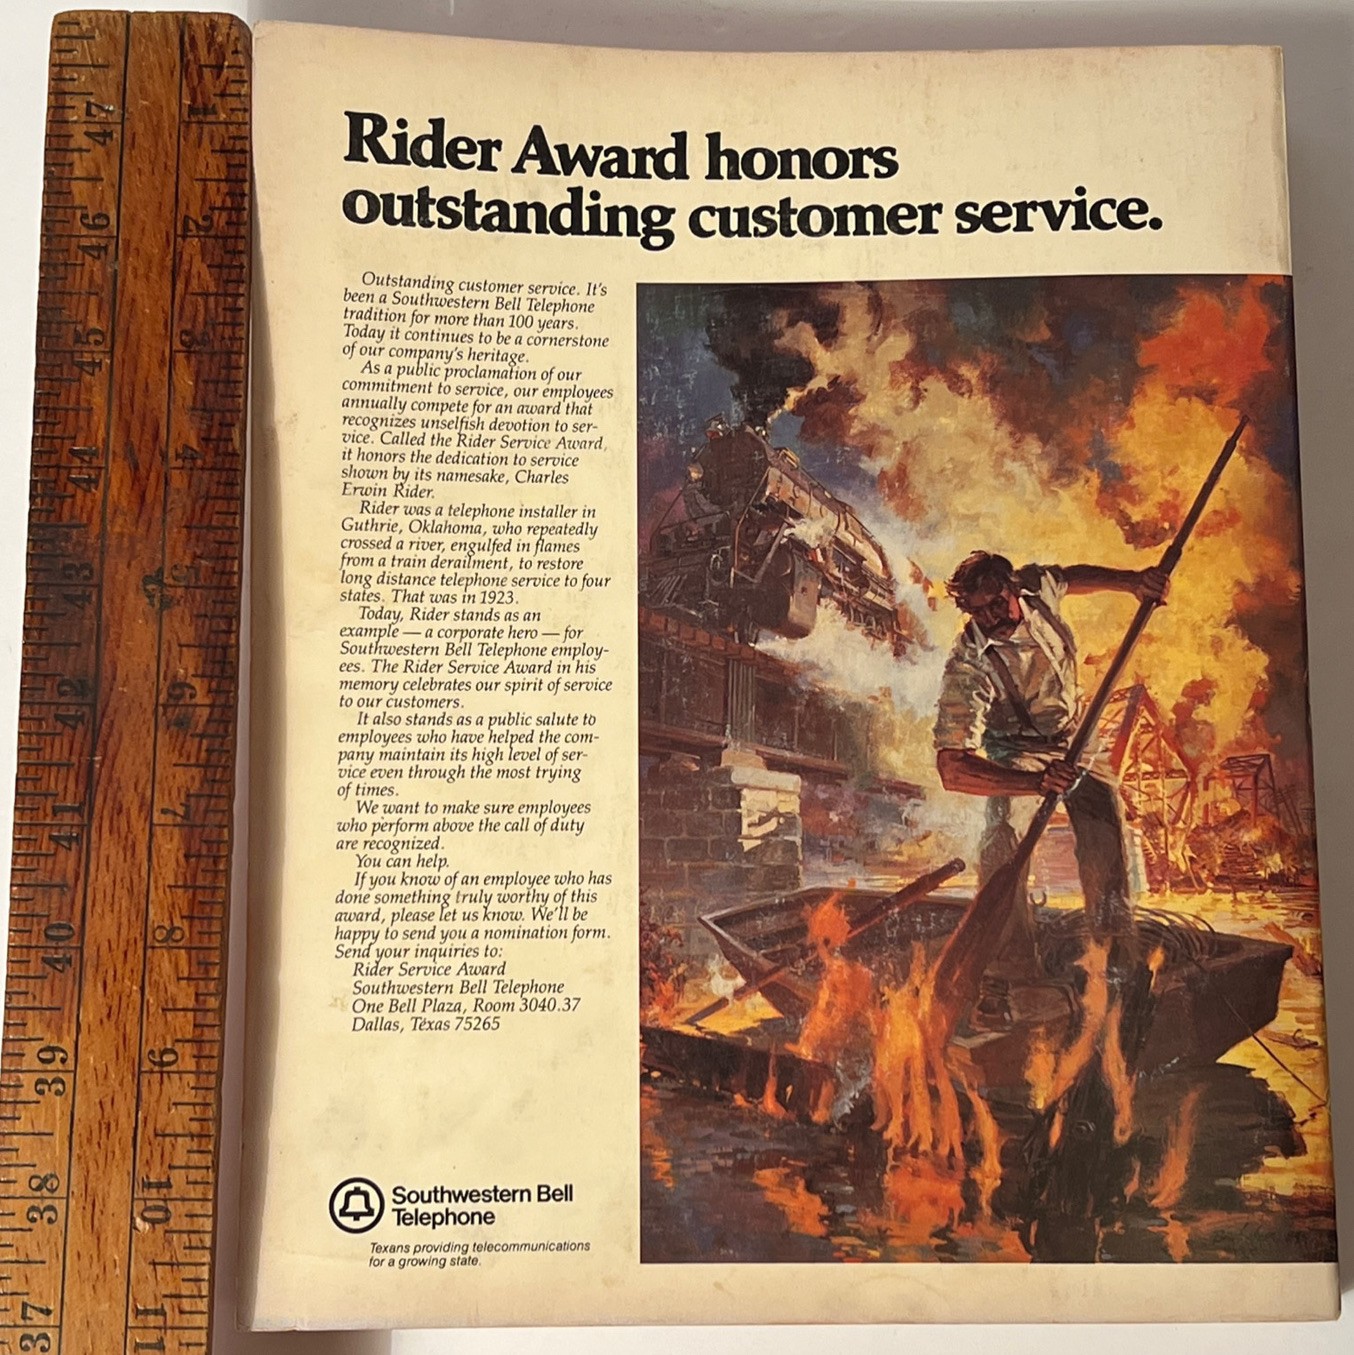 Rider Award honors
outstanding customer service.
Outstanding customer service. It's
been a Southwestern Bell Telephone
tradition for more than 100 years.
Today it continues to be a cornerstone
of our company's heritage.
As a public proclamation of our
commitment to service, our employees
annually compete for an award that
recognizes unselfish devotion to ser-
vice. Called the Rider Service Award,
it honors the dedication to service
shown by its namesake, Charles
Erwin Rider.
Rider was a telephone installer in
Guthrie, Oklahoma, who repeatedly
crossed a river, engulfed in flames
from a train derailment, to restore
long distance telephone service to four
states. That was in 1923.
Today, Rider stands as an
example — a corporate hero — for
Southwestern Bell Telephone employ-
ees. The Rider Service Award in his
memory celebrates our spirit of service
to our customers.
It also stands as a public salute to
employees who have helped the com-
pany maintain its high level of ser-
vice even through the most trying
of times.
We want to make sure employees
who perform above the call of duty
are recognized.
You can help.
If you know of an employee who has
done something truly worthy of this
award, please let us know. We'll be
happy to send you a nomination form.
Send your inquiries to:
Rider Service Award
Southwestern Bell Telephone
One Bell Plaza, Room 3040.37
Dallas, Texas 75265
Southwestern Bell
Telephone
Texans providing telecommunications
for a growing state.
47
46
45
44
43
42
41
40
39
38
37
1
2
3
4
5
6
7
8
9
10
11